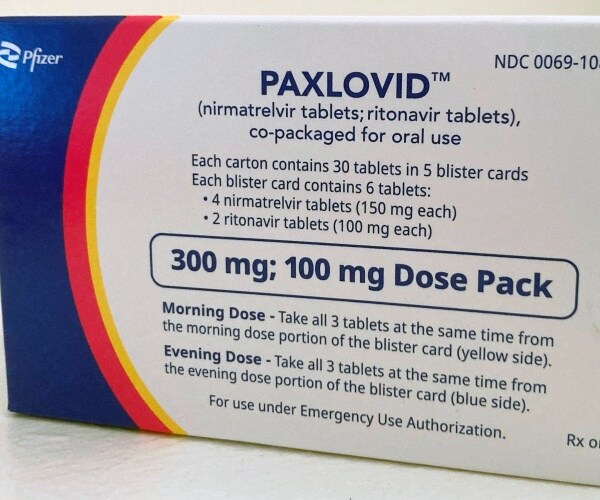 Pfizer
NDC 0069-10
PAXLOVID™
(nirmatrelvir tablets; ritonavir tablets),
co-packaged for oral use
Each carton contains 30 tablets in 5 blister cards
Each blister card contains 6 tablets:
• 4 nirmatrelvir tablets (150 mg each)
• 2 ritonavir tablets (100 mg each)
300 mg; 100 mg Dose Pack
Morning Dose - Take all 3 tablets at the same time from
the morning dose portion of the blister card (yellow side).
Evening Dose - Take all 3 tablets at the same time from
the evening dose portion of the blister card (blue side).
For use under Emergency Use Authorization.
Rx o